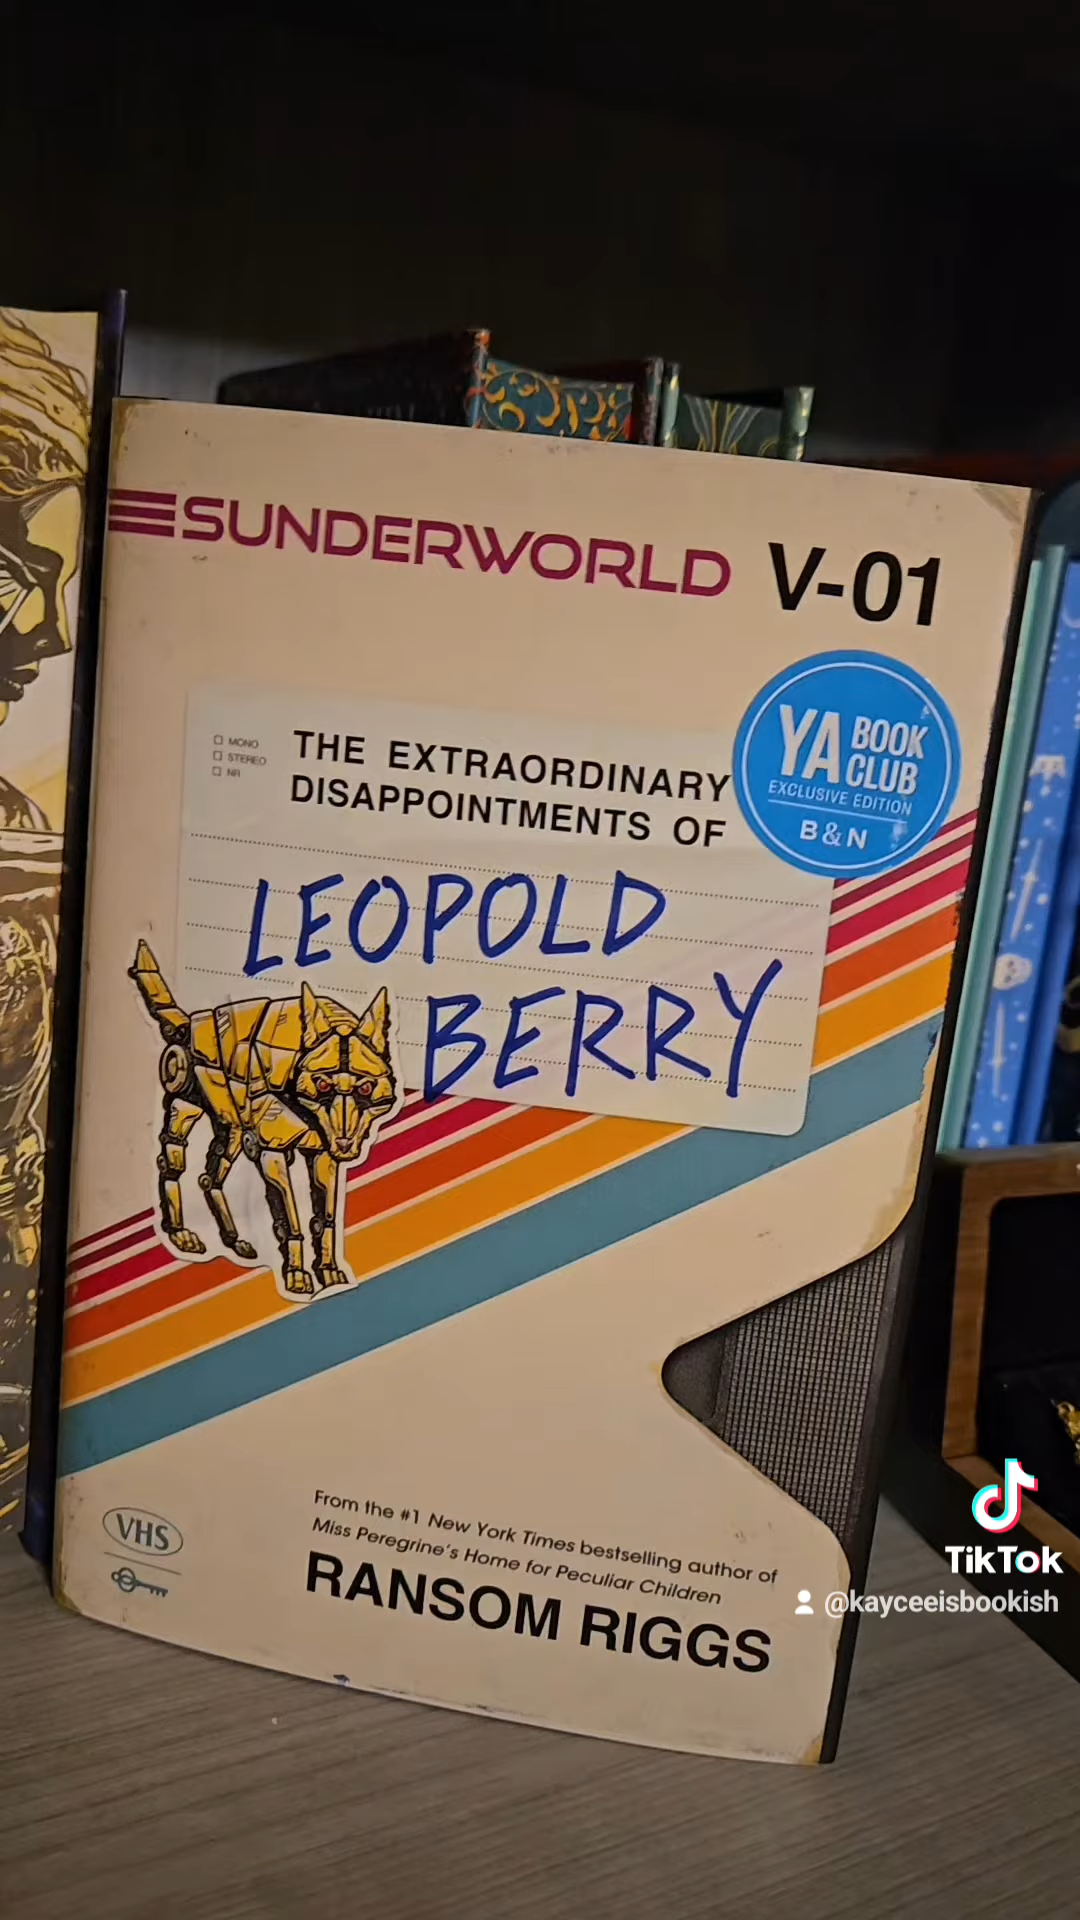 SUNDERWORLD V-01
YA BOOK CLUB
EXCLUSIVE EDITION
B&N
MONO
STEREO
NR
THE EXTRAORDINARY
DISAPPOINTMENTS OF
LEOPOLD
BERRY
VHS
From the #1 New York Times bestselling author of
Miss Peregrine's Home for Peculiar Children
RANSOM RIGGS
TikTok
@kayceeisbookish